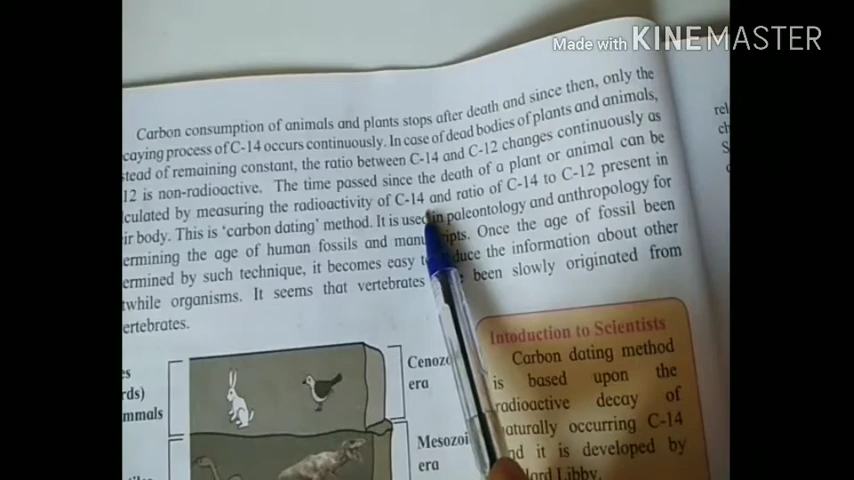 Made with KINEMASTER
Carbon consumption of animals and plants stops after death and since then, only the
caying process of C-14 occurs continuously. In case of dead bodies of plants and animals,
stead of remaining constant, the ratio between C-14 and C-12 changes continuously as
12 is non-radioactive. The time passed since the death of a plant or animal can be
lculated by measuring the radioactivity of C-14 and ratio of C-14 to C-12 present in
ir body. This is 'carbon dating' method. It is used in paleontology and anthropology for
ermining the age of human fossils and manu ipts. Once the age of fossil been
ermined by such technique, it becomes easy t duce the information about other
twhile organisms. It seems that vertebrates e been slowly originated from
ertebrates.
rel
ch
S
es
rds)
mmals
Cenozo
era
Mesozoi
era
Intoduction to Scientists
Carbon dating method
is based upon the
radioactive decay of
naturally occurring C-14
nd it is developed by
lard Libby.